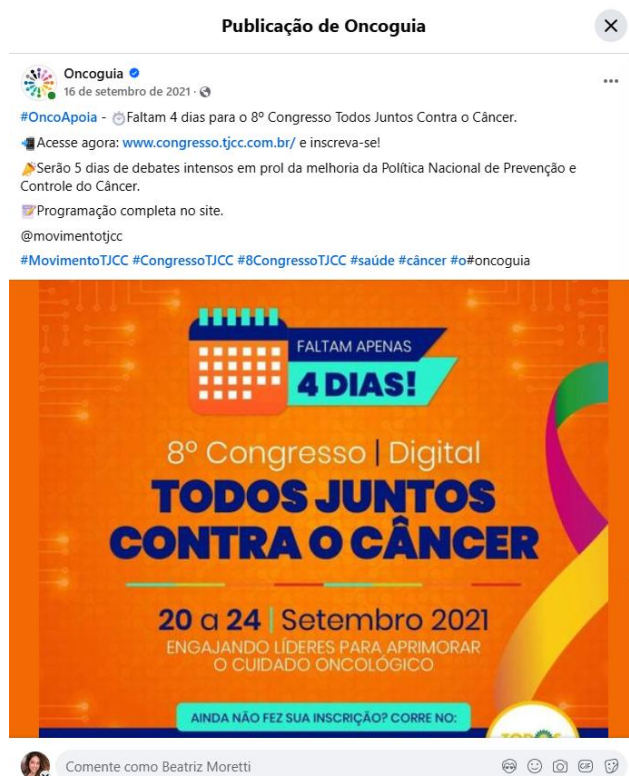 Publicação de Oncoguia
Oncoguia
16 de setembro de 2021 ·
#OncoApoia - Faltam 4 dias para o 8º Congresso Todos Juntos Contra o Câncer.
Acesse agora: www.congresso.tjcc.com.br/ e inscreva-se!
Serão 5 dias de debates intensos em prol da melhoria da Política Nacional de Prevenção e
Controle do Câncer.
Programação completa no site.
@movimentotjcc
#MovimentoTJCC #CongressoTJCC #8CongressoTJCC #saúde #câncer #o#oncoguia
FALTAM APENAS
4 DIAS!
8º Congresso | Digital
TODOS JUNTOS
CONTRA O CÂNCER
20 a 24 | Setembro 2021
ENGAJANDO LÍDERES PARA APRIMORAR
O CUIDADO ONCOLÓGICO
AINDA NÃO FEZ SUA INSCRIÇÃO? CORRE NO:
TODOS
Comente como Beatriz Moretti
GIF